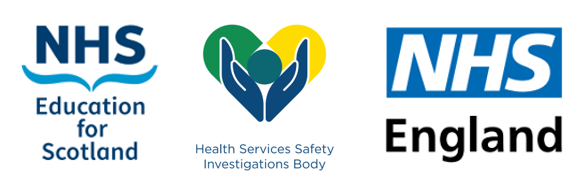 NHS
Education
for
Scotland
Health Services Safety
Investigations Body
NHS
England